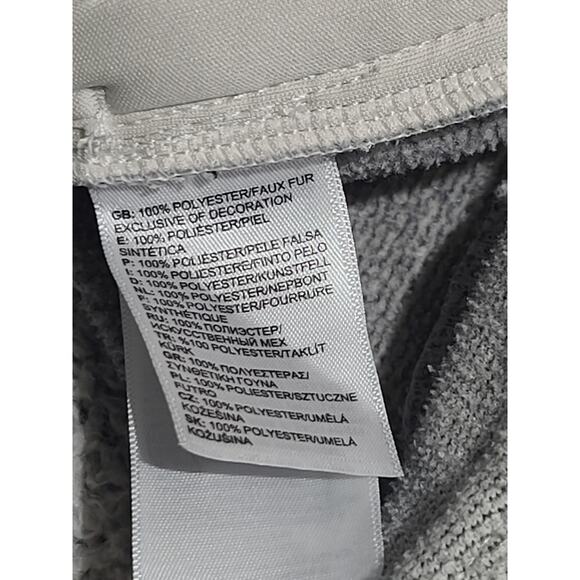 GB: 100% POLYESTER/FAUX FUR
EXCLUSIVE OF DECORATION
E: 100% POLIÉSTER/PIEL
SINTÉTICA
P: 100% POLIÉSTER/PELE FALSA
I: 100% POLIESTERE/FINTO PELO
D: 100% POLYESTER/KUNSTFELL
NL: 100% POLYESTER/NEPBONT
F: 100% POLYESTER/FOURRURE
SYNTHÉTIQUE
RU: 100% ПОЛИЭСТЕР/
ИСКУССТВЕННЫЙ МЕХ
TR: %100 POLYESTER/TAKLİT
KÜRK
GR: 100% ΠΟΛΥΕΣΤΕΡΑΣ/
ΣΥΝΘΕΤΙΚΗ ΓΟΥΝΑ
PL: 100% POLIESTER/SZTUCZNE
FUTRO
CZ: 100% POLYESTER/UMĚLÁ
KOŽEŠINA
SK: 100% POLYESTER/UMELÁ
KOŽUŠINA